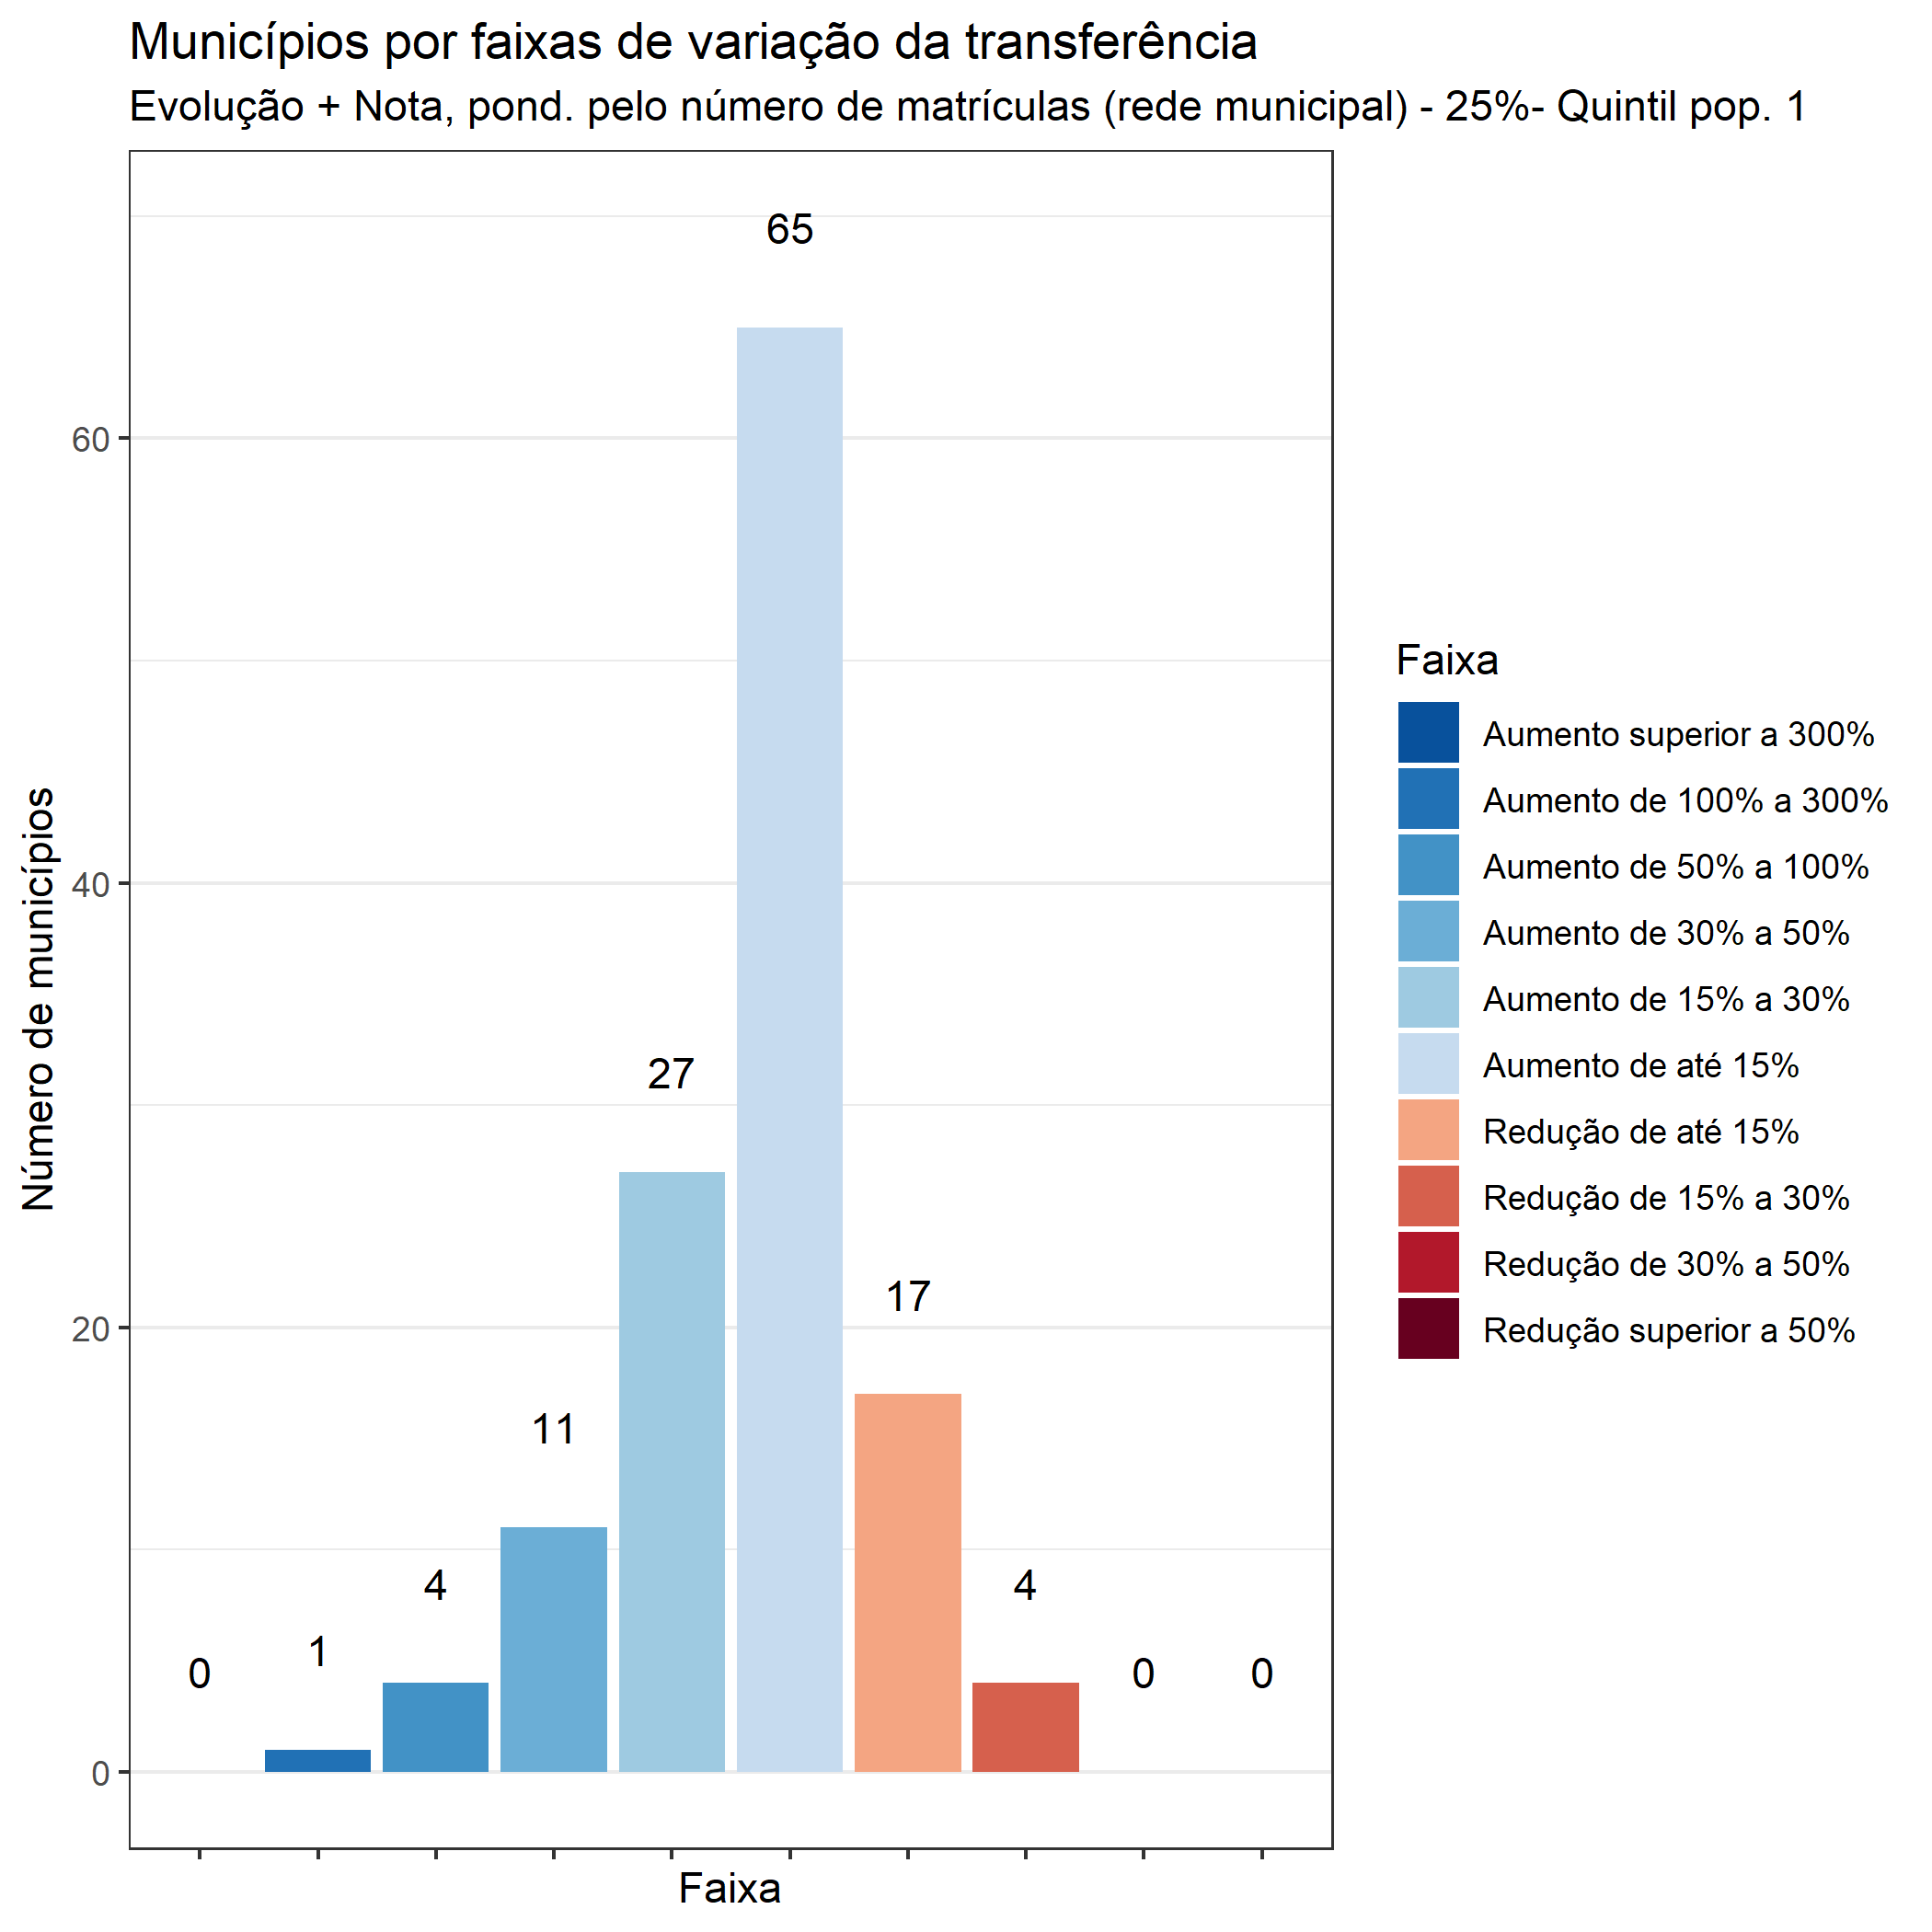 Municípios por faixas de variação da transferência
Evolução + Nota, pond. pelo número de matrículas (rede municipal) - 25%- Quintil pop. 1
65
60
40
27
20
17
11
4
4
1
0
0
0
0
Número de municípios
Faixa
Faixa
Aumento superior a 300%
Aumento de 100% a 300%
Aumento de 50% a 100%
Aumento de 30% a 50%
Aumento de 15% a 30%
Aumento de até 15%
Redução de até 15%
Redução de 15% a 30%
Redução de 30% a 50%
Redução superior a 50%